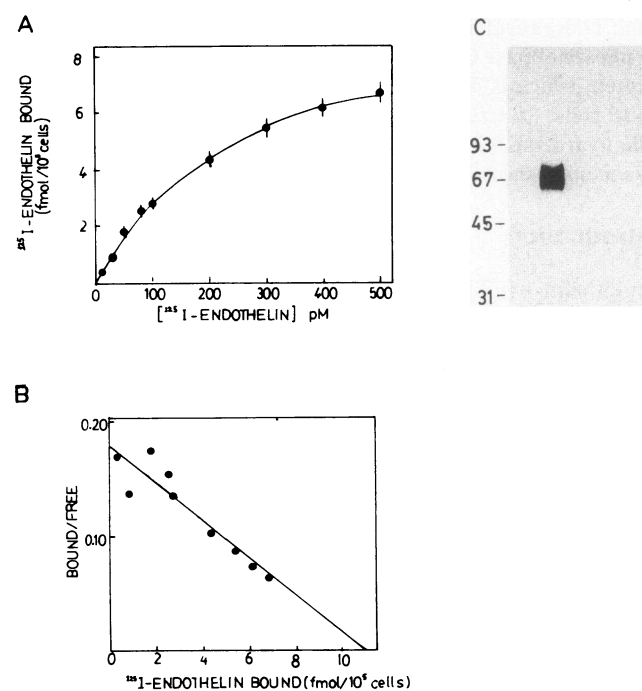 A
8
6
4
2
¹²⁵I-ENDOTHELIN BOUND
(fmol/10⁵ cells)
100 200 300 400 500
[¹²⁵I-ENDOTHELIN] pM
C
93
67
45
31
B
0.20
0.10
BOUND/FREE
0 2 4 6 8 10
¹²⁵I-ENDOTHELIN BOUND (fmol/10⁵ cells)